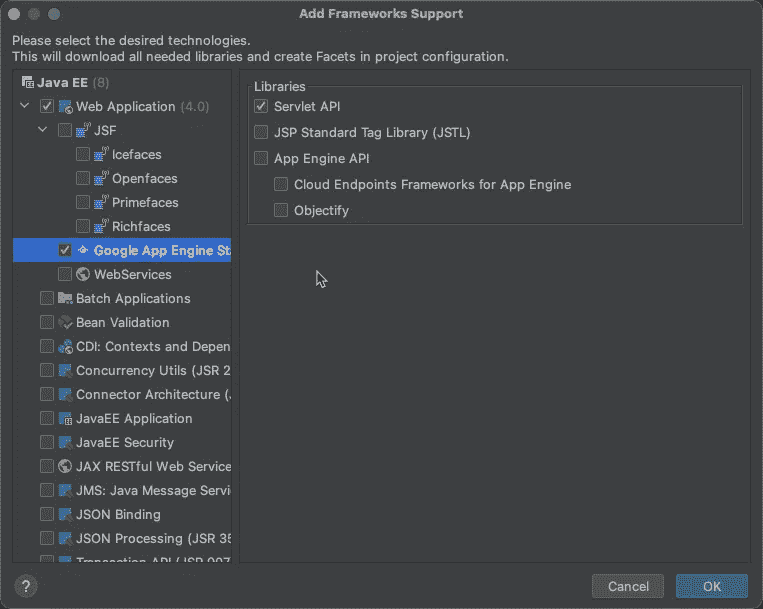 Add Frameworks Support
Please select the desired technologies.
This will download all needed libraries and create Facets in project configuration.
Java EE (8)
Web Application (4.0)
JSF
Icefaces
Openfaces
Primefaces
Richfaces
Google App Engine St
WebServices
Batch Applications
Bean Validation
CDI: Contexts and Depen
Concurrency Utils (JSR 2
Connector Architecture (J
JavaEE Application
JavaEE Security
JAX RESTful Web Service
JMS: Java Message Servi
JSON Binding
JSON Processing (JSR 35
Transaction API (JSR 907
Libraries
Servlet API
JSP Standard Tag Library (JSTL)
App Engine API
Cloud Endpoints Frameworks for App Engine
Objectify
?
Cancel
OK